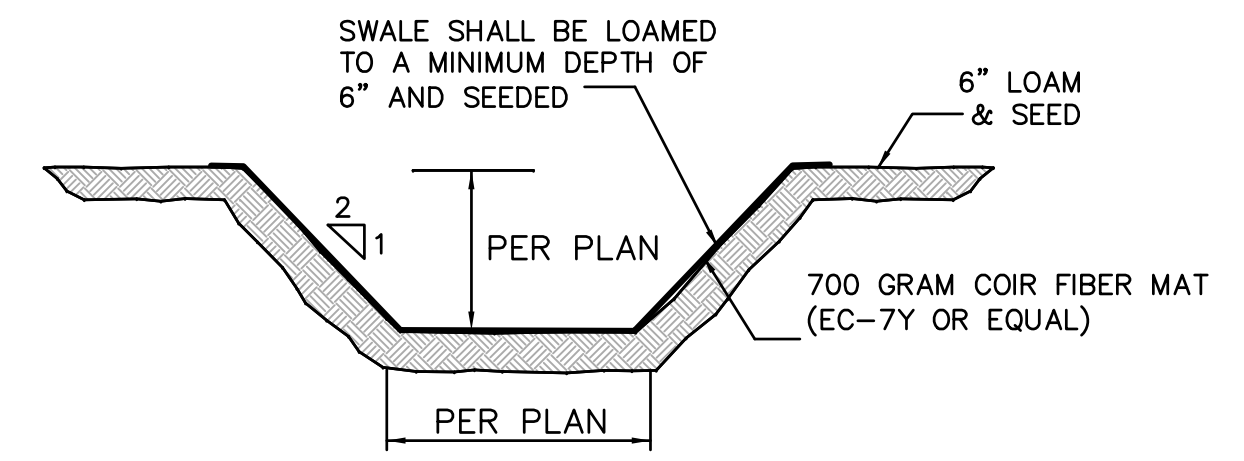 SWALE SHALL BE LOAMED
TO A MINIMUM DEPTH OF
6” AND SEEDED
6” LOAM
& SEED
2
1
PER PLAN
700 GRAM COIR FIBER MAT
(EC-7Y OR EQUAL)
PER PLAN